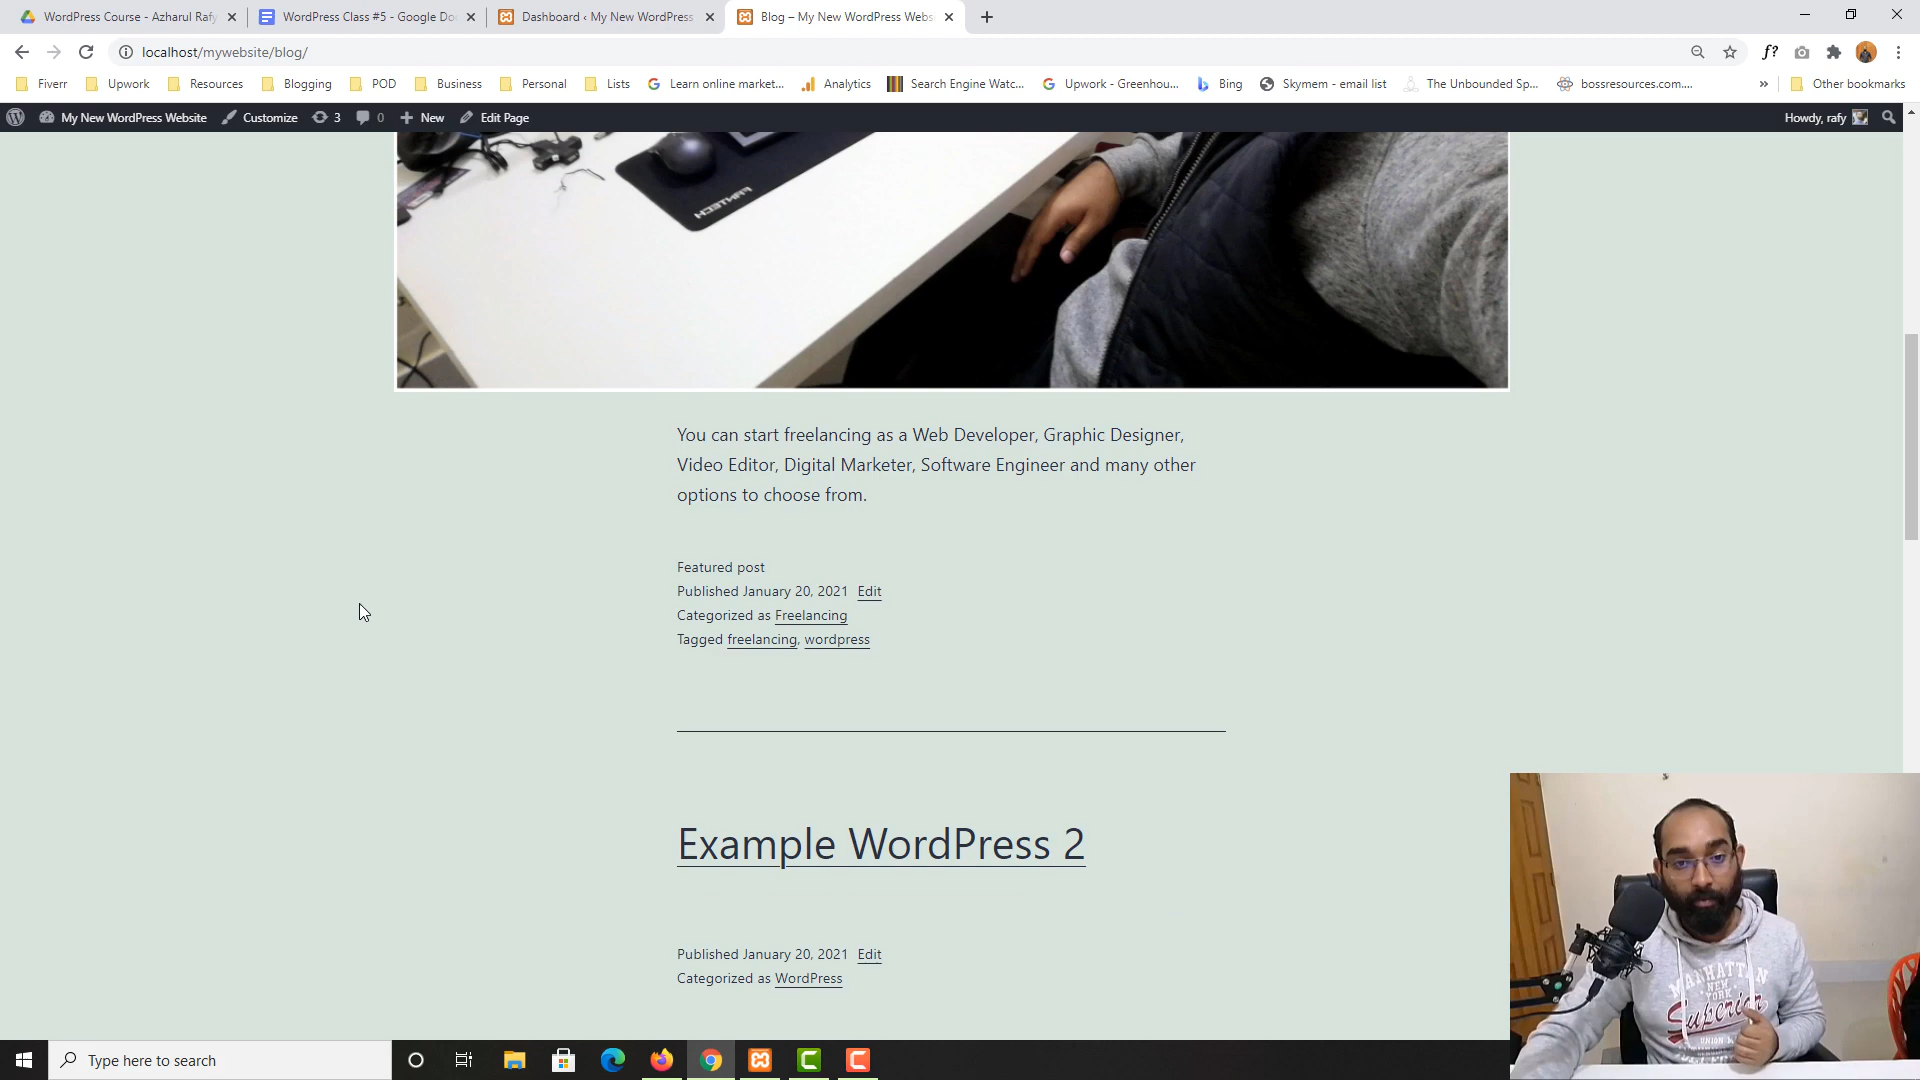 WordPress Course - Azharul Rafy
WordPress Class #5 - Google Do
Dashboard ‹ My New WordPress
Blog – My New WordPress Webs
localhost/mywebsite/blog/
f?
Fiverr
Upwork
Resources
Blogging
POD
Business
Personal
Lists
Learn online market...
Analytics
Search Engine Watc...
Upwork - Greenhou...
Bing
Skymem - email list
The Unbounded Sp...
bossresources.com....
»
Other bookmarks
My New WordPress Website
Customize
3
0
New
Edit Page
Howdy, rafy
FANTECH
You can start freelancing as a Web Developer, Graphic Designer,
Video Editor, Digital Marketer, Software Engineer and many other
options to choose from.
Featured post
Published January 20, 2021 Edit
Categorized as Freelancing
Tagged freelancing, wordpress
Example WordPress 2
Published January 20, 2021 Edit
Categorized as WordPress
MANHATTAN
NEW
YORK
Superior
Type here to search